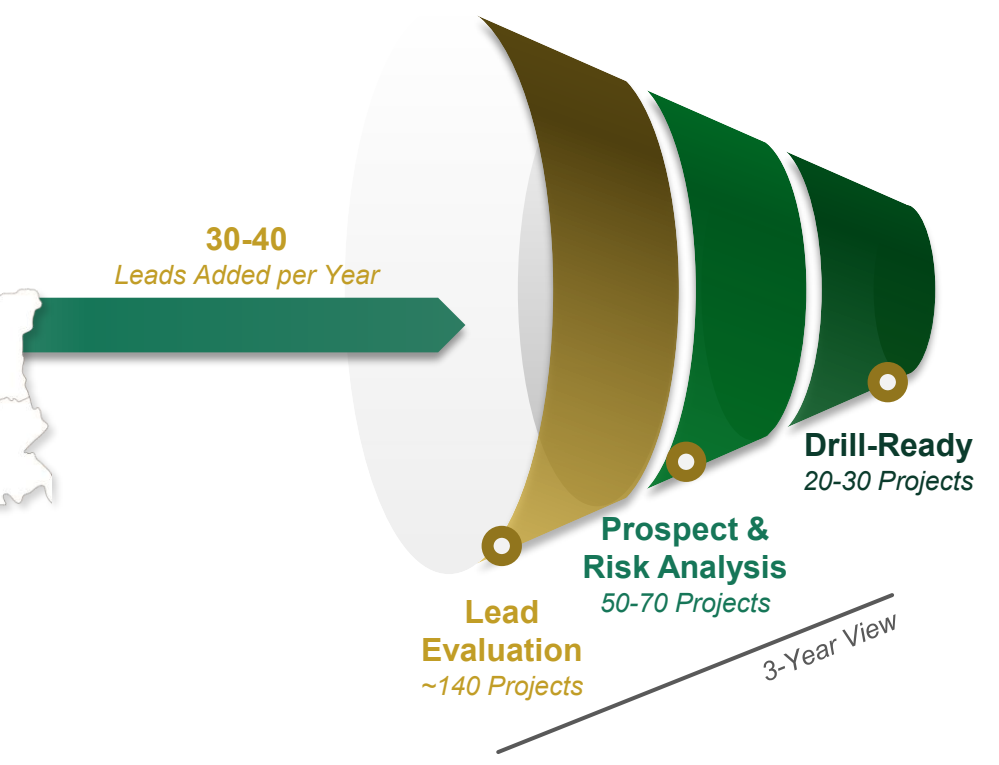 30-40
Leads Added per Year
Drill-Ready
20-30 Projects
Prospect &
Risk Analysis
50-70 Projects
Lead
Evaluation
~140 Projects
3-Year View